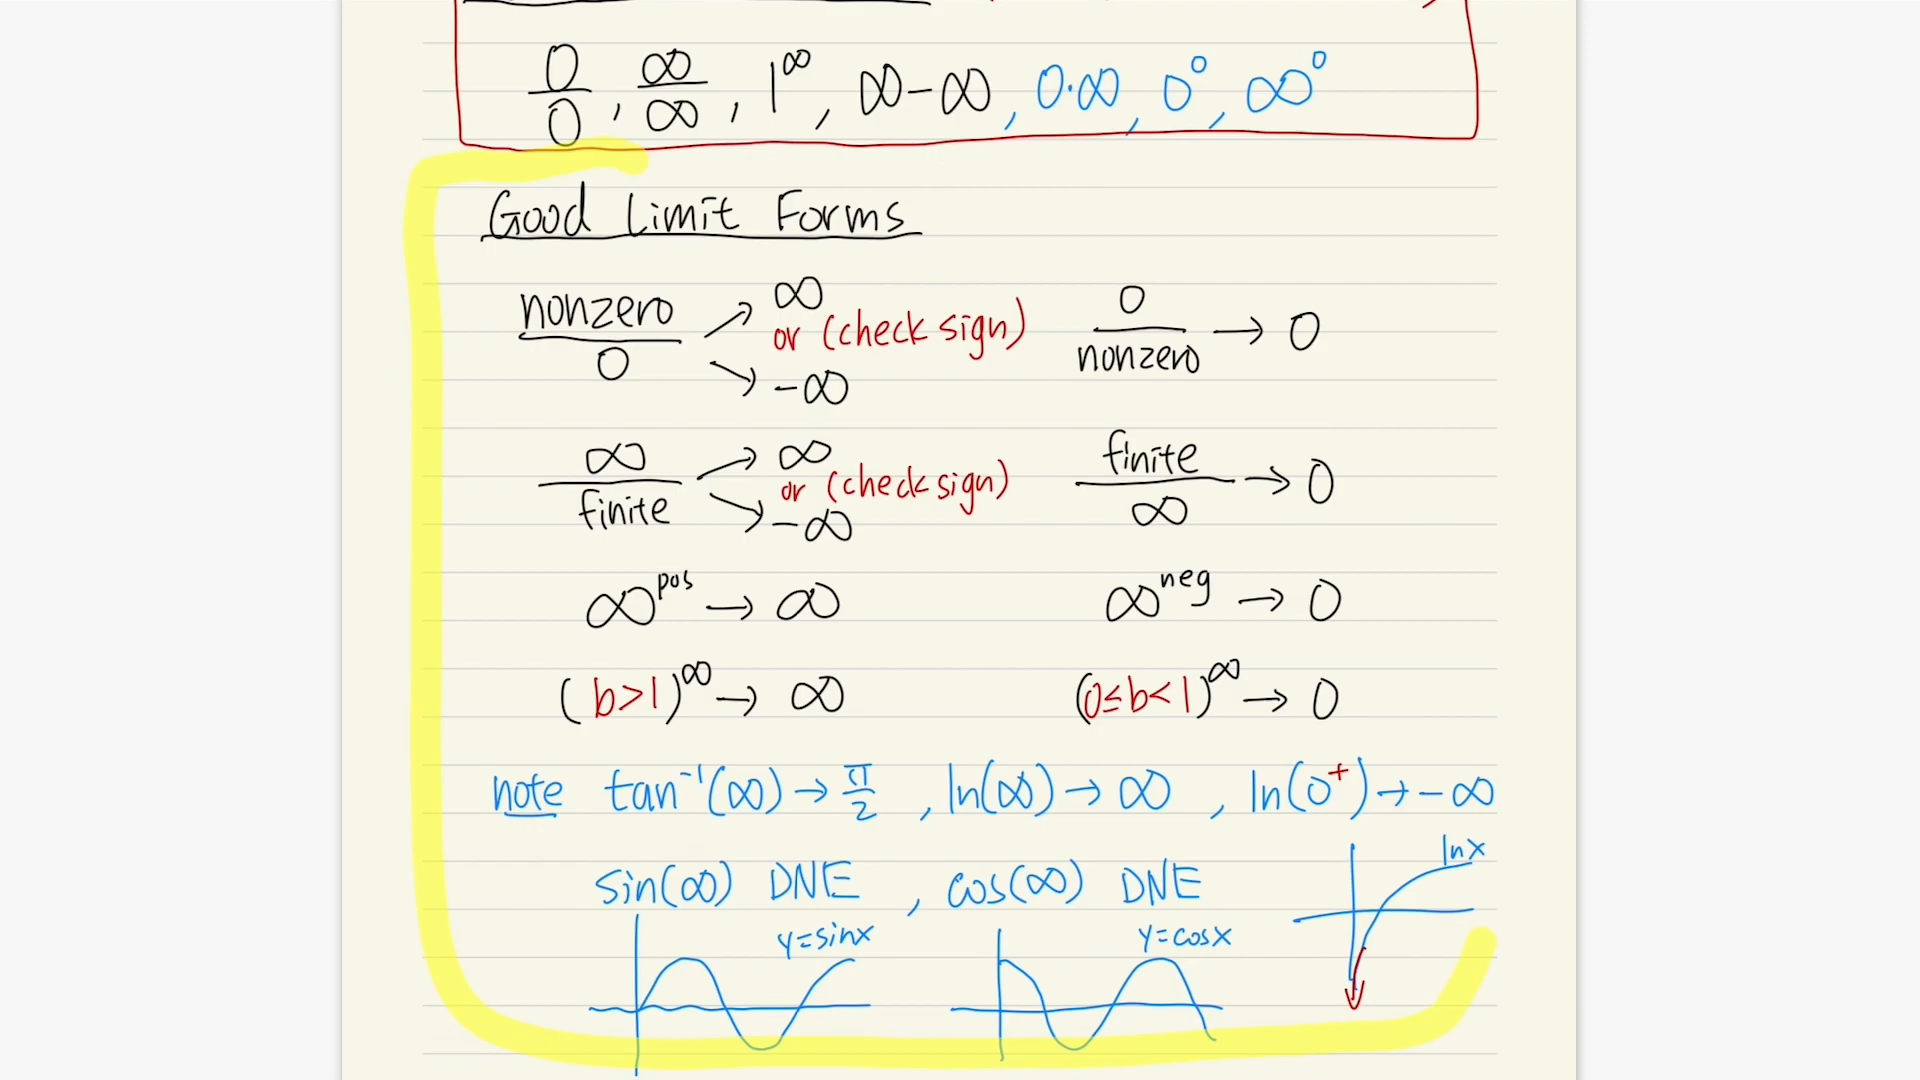 0/0 , ∞/∞ , 1^∞ , ∞-∞ , 0·∞ , 0^0 , ∞^0
Good Limit Forms
nonzero/0 → ∞ or (check sign) → -∞
0/nonzero → 0
∞/finite → ∞ or (check sign) → -∞
finite/∞ → 0
∞^pos → ∞
∞^neg → 0
(b>1)^∞ → ∞
(0≤b<1)^∞ → 0
note tan⁻¹(∞) → π/2 , ln(∞) → ∞ , ln(0⁺) → -∞
sin(∞) DNE , cos(∞) DNE
lnx
y=sinx
y=cosx